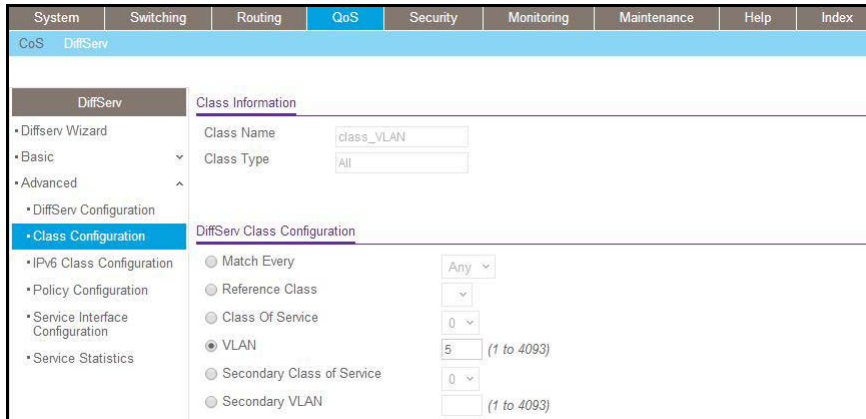 System Switching Routing QoS Security Monitoring Maintenance Help Index
CoS DiffServ
DiffServ
Diffserv Wizard
Basic
Advanced
DiffServ Configuration
Class Configuration
IPv6 Class Configuration
Policy Configuration
Service Interface
Configuration
Service Statistics
Class Information
Class Name class_VLAN
Class Type All
DiffServ Class Configuration
Match Every Any
Reference Class
Class Of Service 0
VLAN 5 (1 to 4093)
Secondary Class of Service 0
Secondary VLAN (1 to 4093)